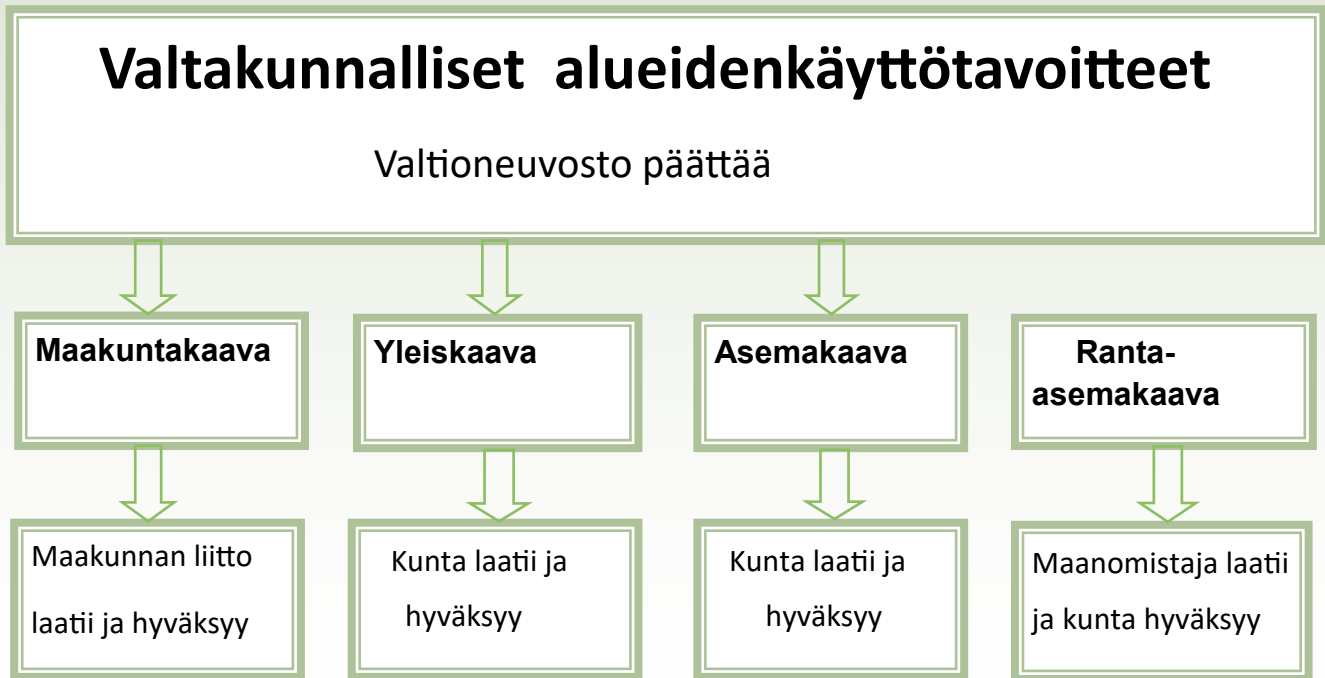 Valtakunnalliset alueidenkäyttötavoitteet
Valtioneuvosto päättää
Maakuntakaava
Yleiskaava
Asemakaava
Ranta-
asemakaava
Maakunnan liitto
laatii ja hyväksyy
Kunta laatii ja
hyväksyy
Kunta laatii ja
hyväksyy
Maanomistaja laatii
ja kunta hyväksyy